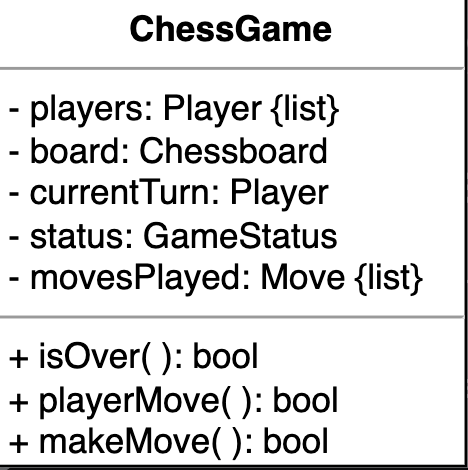 ChessGame
- players: Player {list}
- board: Chessboard
- currentTurn: Player
- status: GameStatus
- movesPlayed: Move {list}
+ isOver( ): bool
+ playerMove( ): bool
+ makeMove( ): bool